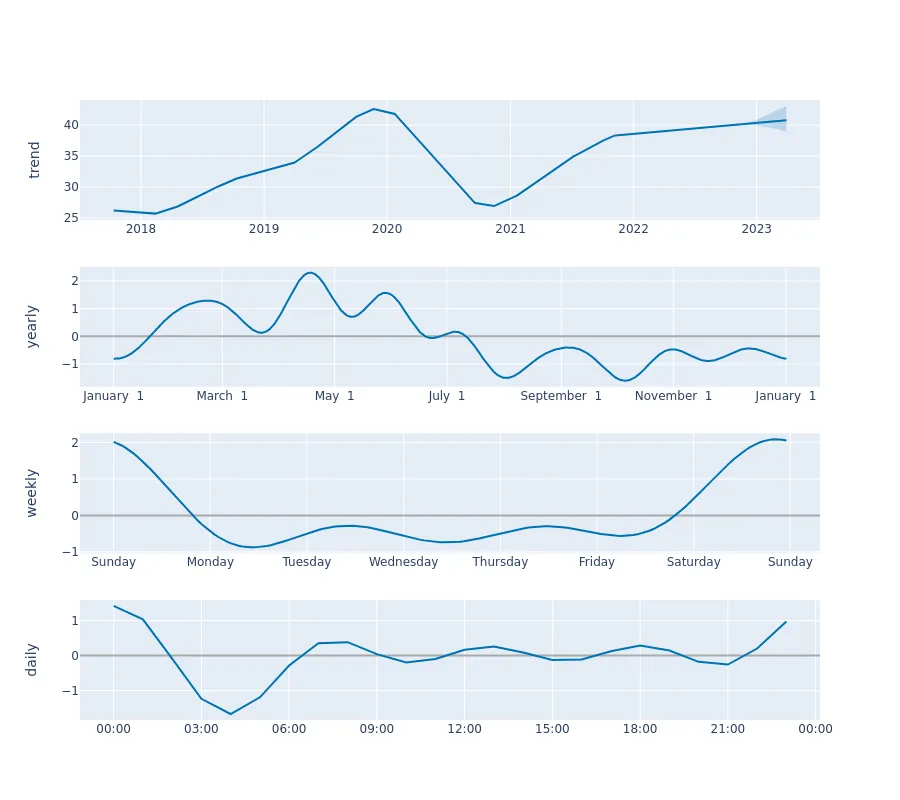 trend
40
35
30
25
2018 2019 2020 2021 2022 2023
yearly
2
1
0
−1
January 1 March 1 May 1 July 1 September 1 November 1 January 1
weekly
2
1
0
−1
Sunday Monday Tuesday Wednesday Thursday Friday Saturday Sunday
daily
1
0
−1
00:00 03:00 06:00 09:00 12:00 15:00 18:00 21:00 00:00